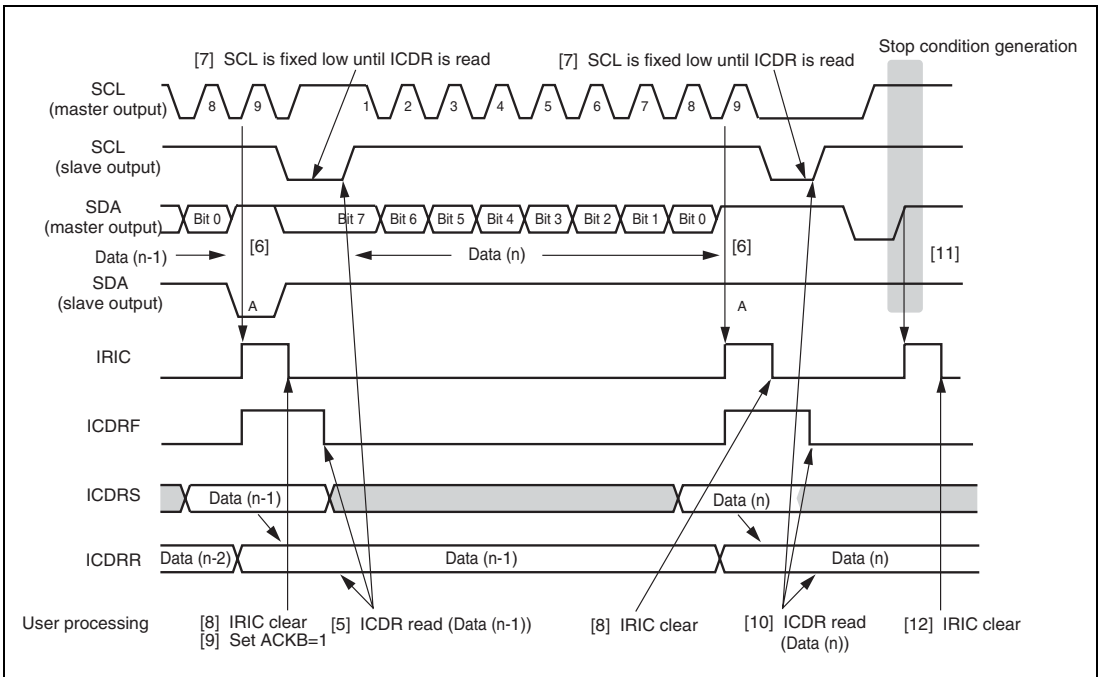 Stop condition generation
[7] SCL is fixed low until ICDR is read
[7] SCL is fixed low until ICDR is read
SCL
(master output)
8 9 1 2 3 4 5 6 7 8 9
SCL
(slave output)
SDA
(master output)
Bit 0 Bit 7 Bit 6 Bit 5 Bit 4 Bit 3 Bit 2 Bit 1 Bit 0
Data (n-1) [6] Data (n) [6] [11]
SDA
(slave output)
A A
IRIC
ICDRF
ICDRS Data (n-1) Data (n)
ICDRR Data (n-2) Data (n-1) Data (n)
User processing
[8] IRIC clear
[9] Set ACKB=1
[5] ICDR read (Data (n-1))
[8] IRIC clear
[10] ICDR read
(Data (n))
[12] IRIC clear